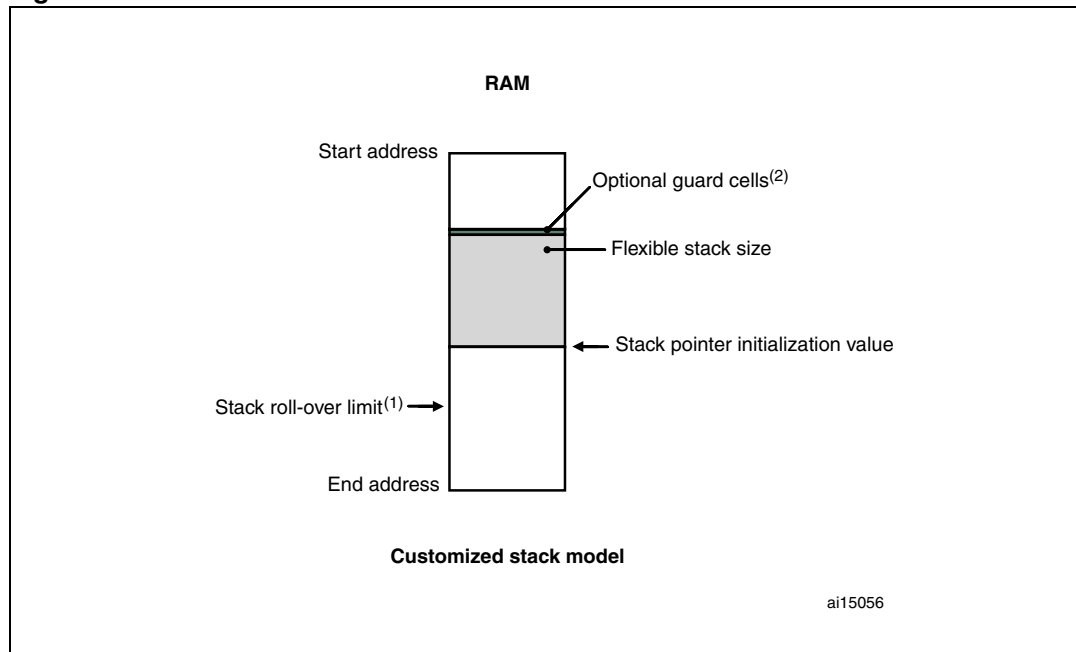 RAM
Start address
Optional guard cells(2)
Flexible stack size
Stack pointer initialization value
Stack roll-over limit(1)
End address
Customized stack model
ai15056